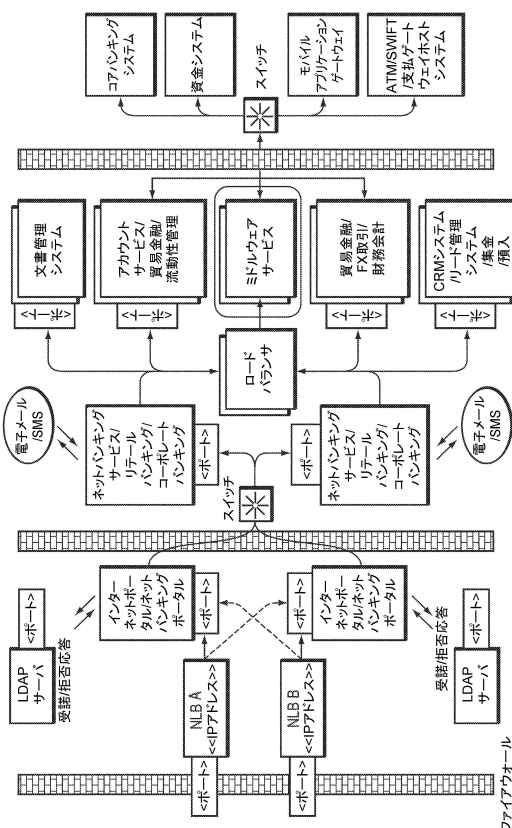 コアバンキング
システム
資金システム
スイッチ
モバイル
アプリケーション
ゲートウェイ
ATM/SWIFT
/支払ゲート
ウェイホスト
システム
文書管理
システム
<ポート>
アカウント
サービス/
貿易金融/
流動性管理
<ポート>
ミドルウェア
サービス
貿易金融/
FX取引/
財務会計
<ポート>
CRMシステム
/リード管理
システム
/集金
/預入
<ポート>
ロード
バランサ
電子メール
/SMS
ネットバンキング
サービス/
リテール
バンキング/
コーポレート
バンキング
<ポート>
スイッチ
<ポート>
ネットバンキング
サービス/
リテール
バンキング/
コーポレート
バンキング
電子メール
/SMS
<ポート>
LDAP
サーバ
受諾/拒否応答
インター
ネットポー
タル/ネット
バンキング
ポータル
<ポート>
<ポート>
インター
ネットポー
タル/ネット
バンキング
ポータル
受諾/拒否応答
<ポート>
LDAP
サーバ
NLB A
<<IPアドレス>>
<ポート>
NLB B
<<IPアドレス>>
<ポート>
ファイアウォール